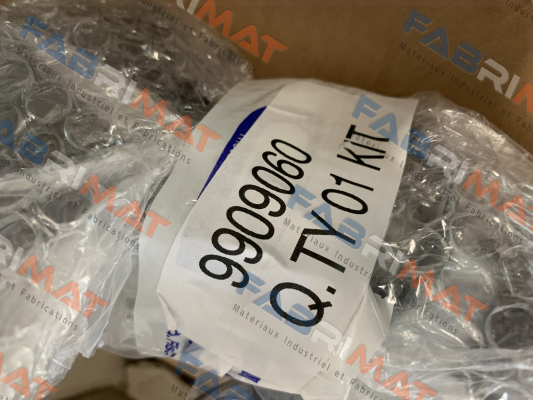 9909060
Q.TY 01 KIT
FABRIMAT
Matériaux Industriel et Fabrications